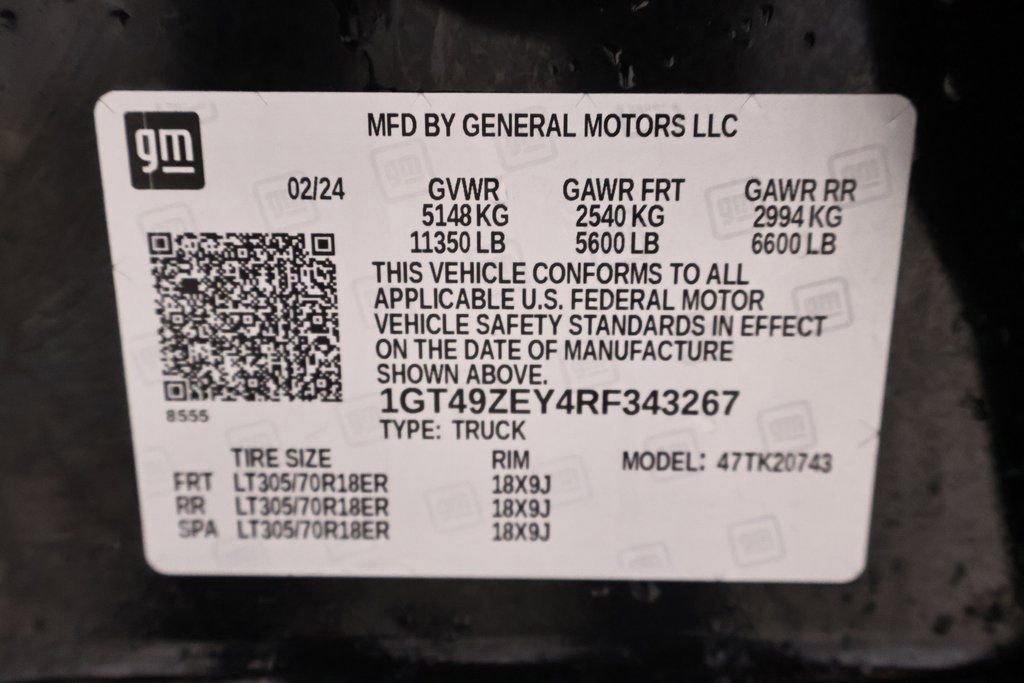 gm
MFD BY GENERAL MOTORS LLC
02/24 GVWR GAWR FRT GAWR RR
5148 KG 2540 KG 2994 KG
11350 LB 5600 LB 6600 LB
THIS VEHICLE CONFORMS TO ALL
APPLICABLE U.S. FEDERAL MOTOR
VEHICLE SAFETY STANDARDS IN EFFECT
ON THE DATE OF MANUFACTURE
SHOWN ABOVE.
8555
1GT49ZEY4RF343267
TYPE: TRUCK
TIRE SIZE RIM MODEL: 47TK20743
FRT LT305/70R18ER 18X9J
RR LT305/70R18ER 18X9J
SPA LT305/70R18ER 18X9J